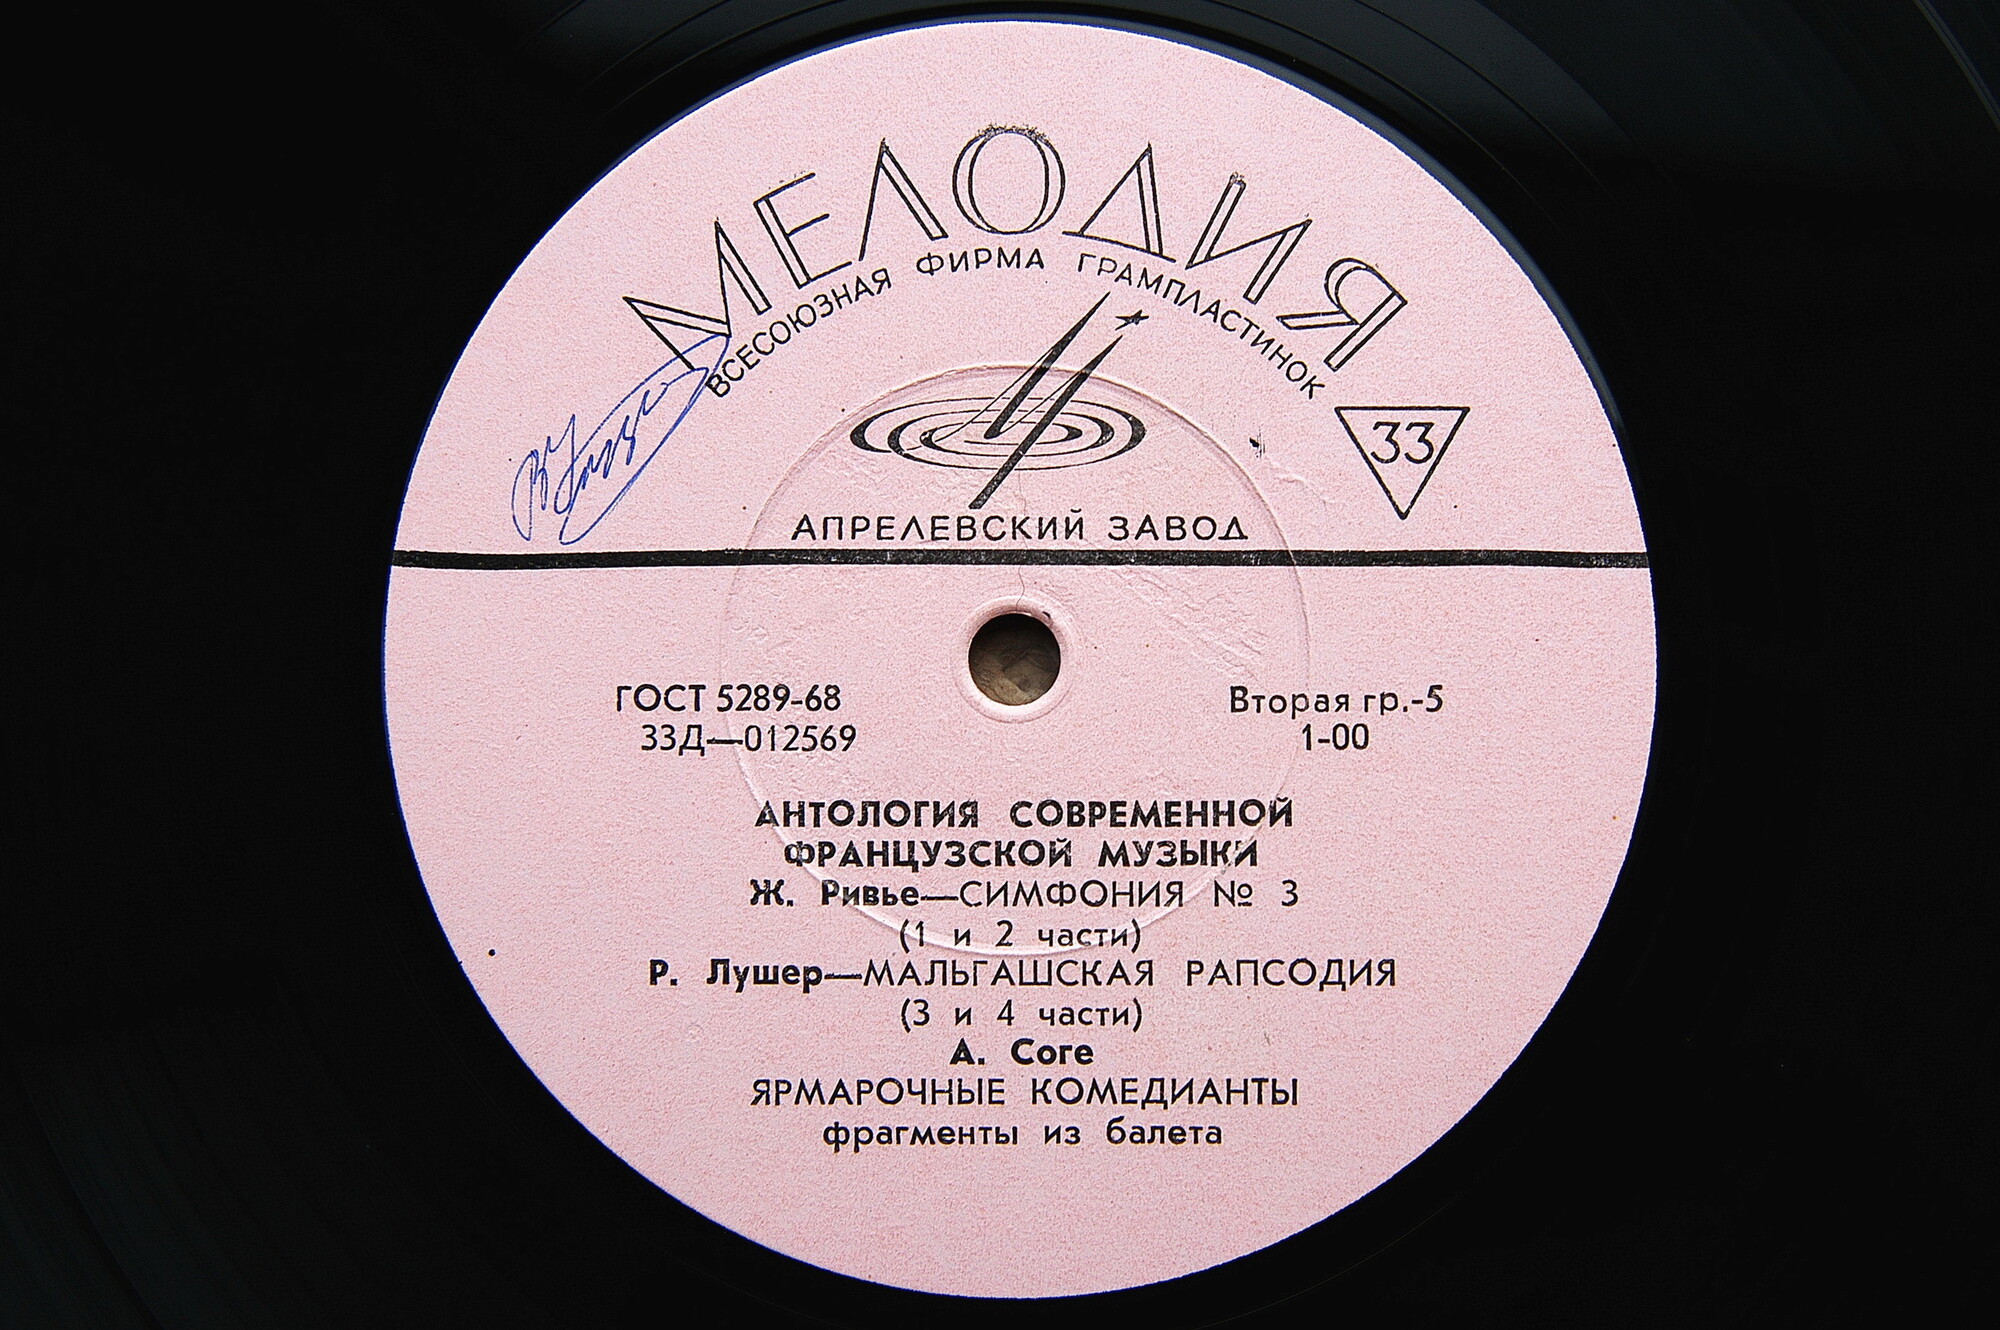 МЕЛОДИЯ
ВСЕСОЮЗНАЯ ФИРМА ГРАМПЛАСТИНОК
33
АПРЕЛЕВСКИЙ ЗАВОД
ГОСТ 5289-68
33Д—012569
Вторая гр.-5
1-00
АНТОЛОГИЯ СОВРЕМЕННОЙ
ФРАНЦУЗСКОЙ МУЗЫКИ
Ж. Ривье—СИМФОНИЯ № 3
(1 и 2 части)
Р. Лушер—МАЛЬГАШСКАЯ РАПСОДИЯ
(3 и 4 части)
А. Соге
ЯРМАРОЧНЫЕ КОМЕДИАНТЫ
фрагменты из балета